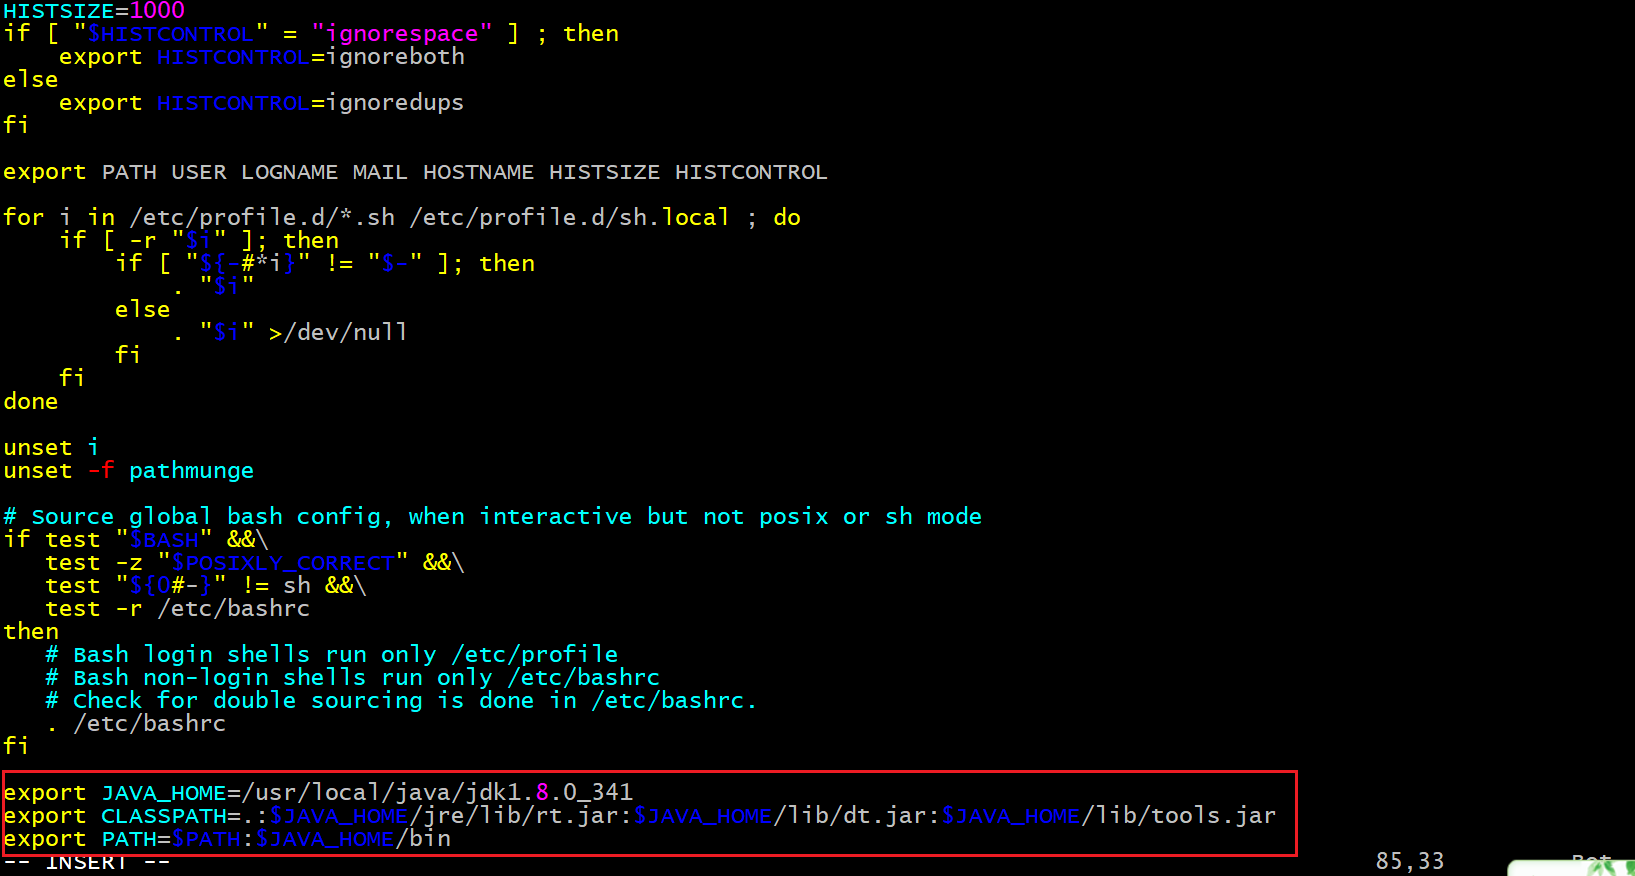 HISTSIZE=1000
if [ "$HISTCONTROL" = "ignorespace" ] ; then
    export HISTCONTROL=ignoreboth
else
    export HISTCONTROL=ignoredups
fi

export PATH USER LOGNAME MAIL HOSTNAME HISTSIZE HISTCONTROL

for i in /etc/profile.d/*.sh /etc/profile.d/sh.local ; do
    if [ -r "$i" ]; then
        if [ "${-#*i}" != "$-" ]; then
            . "$i"
        else
            . "$i" >/dev/null
        fi
    fi
done

unset i
unset -f pathmunge

# Source global bash config, when interactive but not posix or sh mode
if test "$BASH" &&\
   test -z "$POSIXLY_CORRECT" &&\
   test "${0#-}" != sh &&\
   test -r /etc/bashrc
then
   # Bash login shells run only /etc/profile
   # Bash non-login shells run only /etc/bashrc
   # Check for double sourcing is done in /etc/bashrc.
   . /etc/bashrc
fi

export JAVA_HOME=/usr/local/java/jdk1.8.0_341
export CLASSPATH=.:$JAVA_HOME/jre/lib/rt.jar:$JAVA_HOME/lib/dt.jar:$JAVA_HOME/lib/tools.jar
export PATH=$PATH:$JAVA_HOME/bin
-- INSERT -- 85,33 Bot